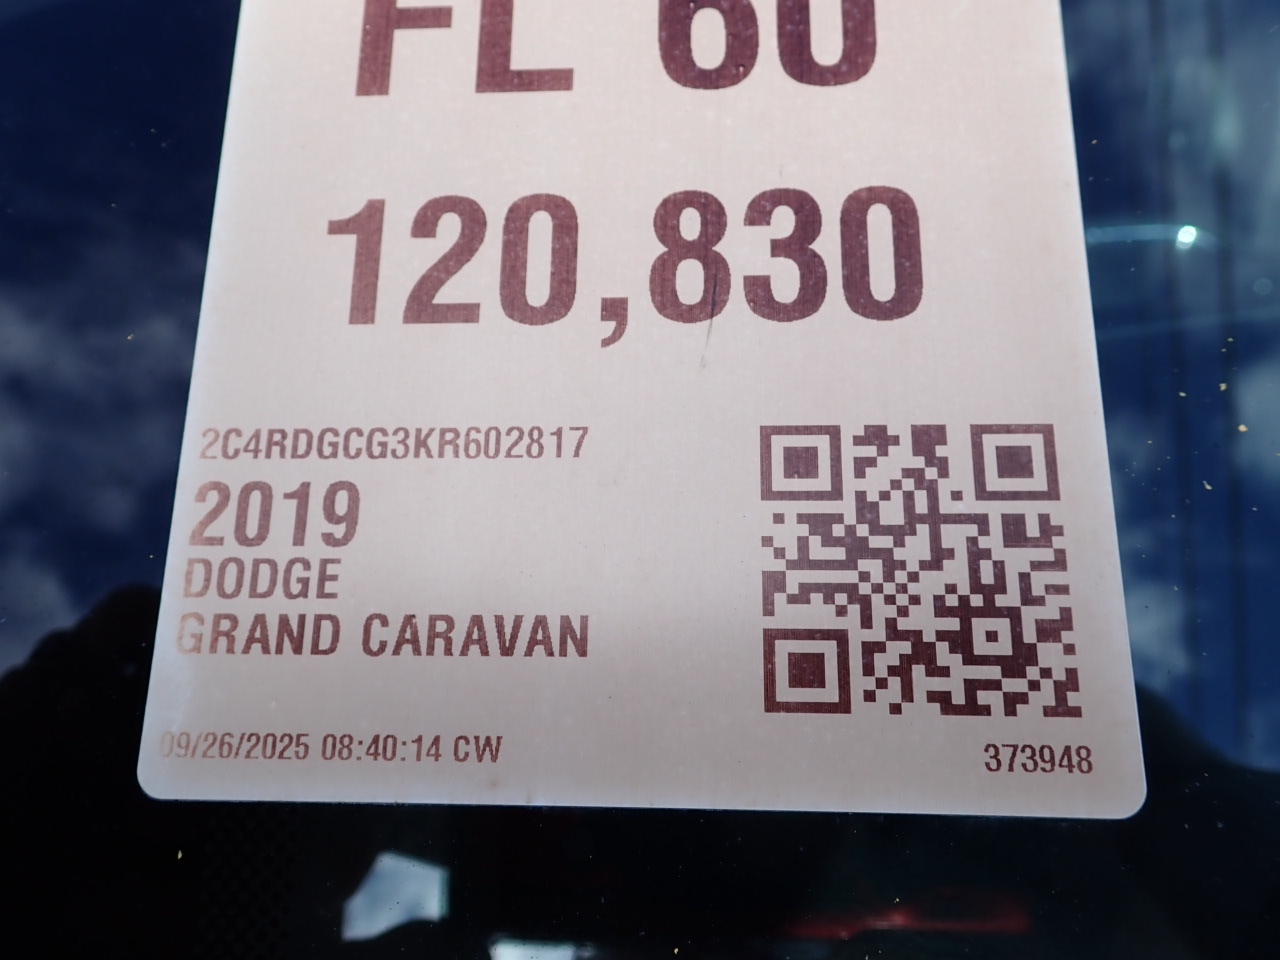 FL 60
120,830
2C4RDGCG3KR602817
2019
DODGE
GRAND CARAVAN
09/26/2025 08:40:14 CW
373948